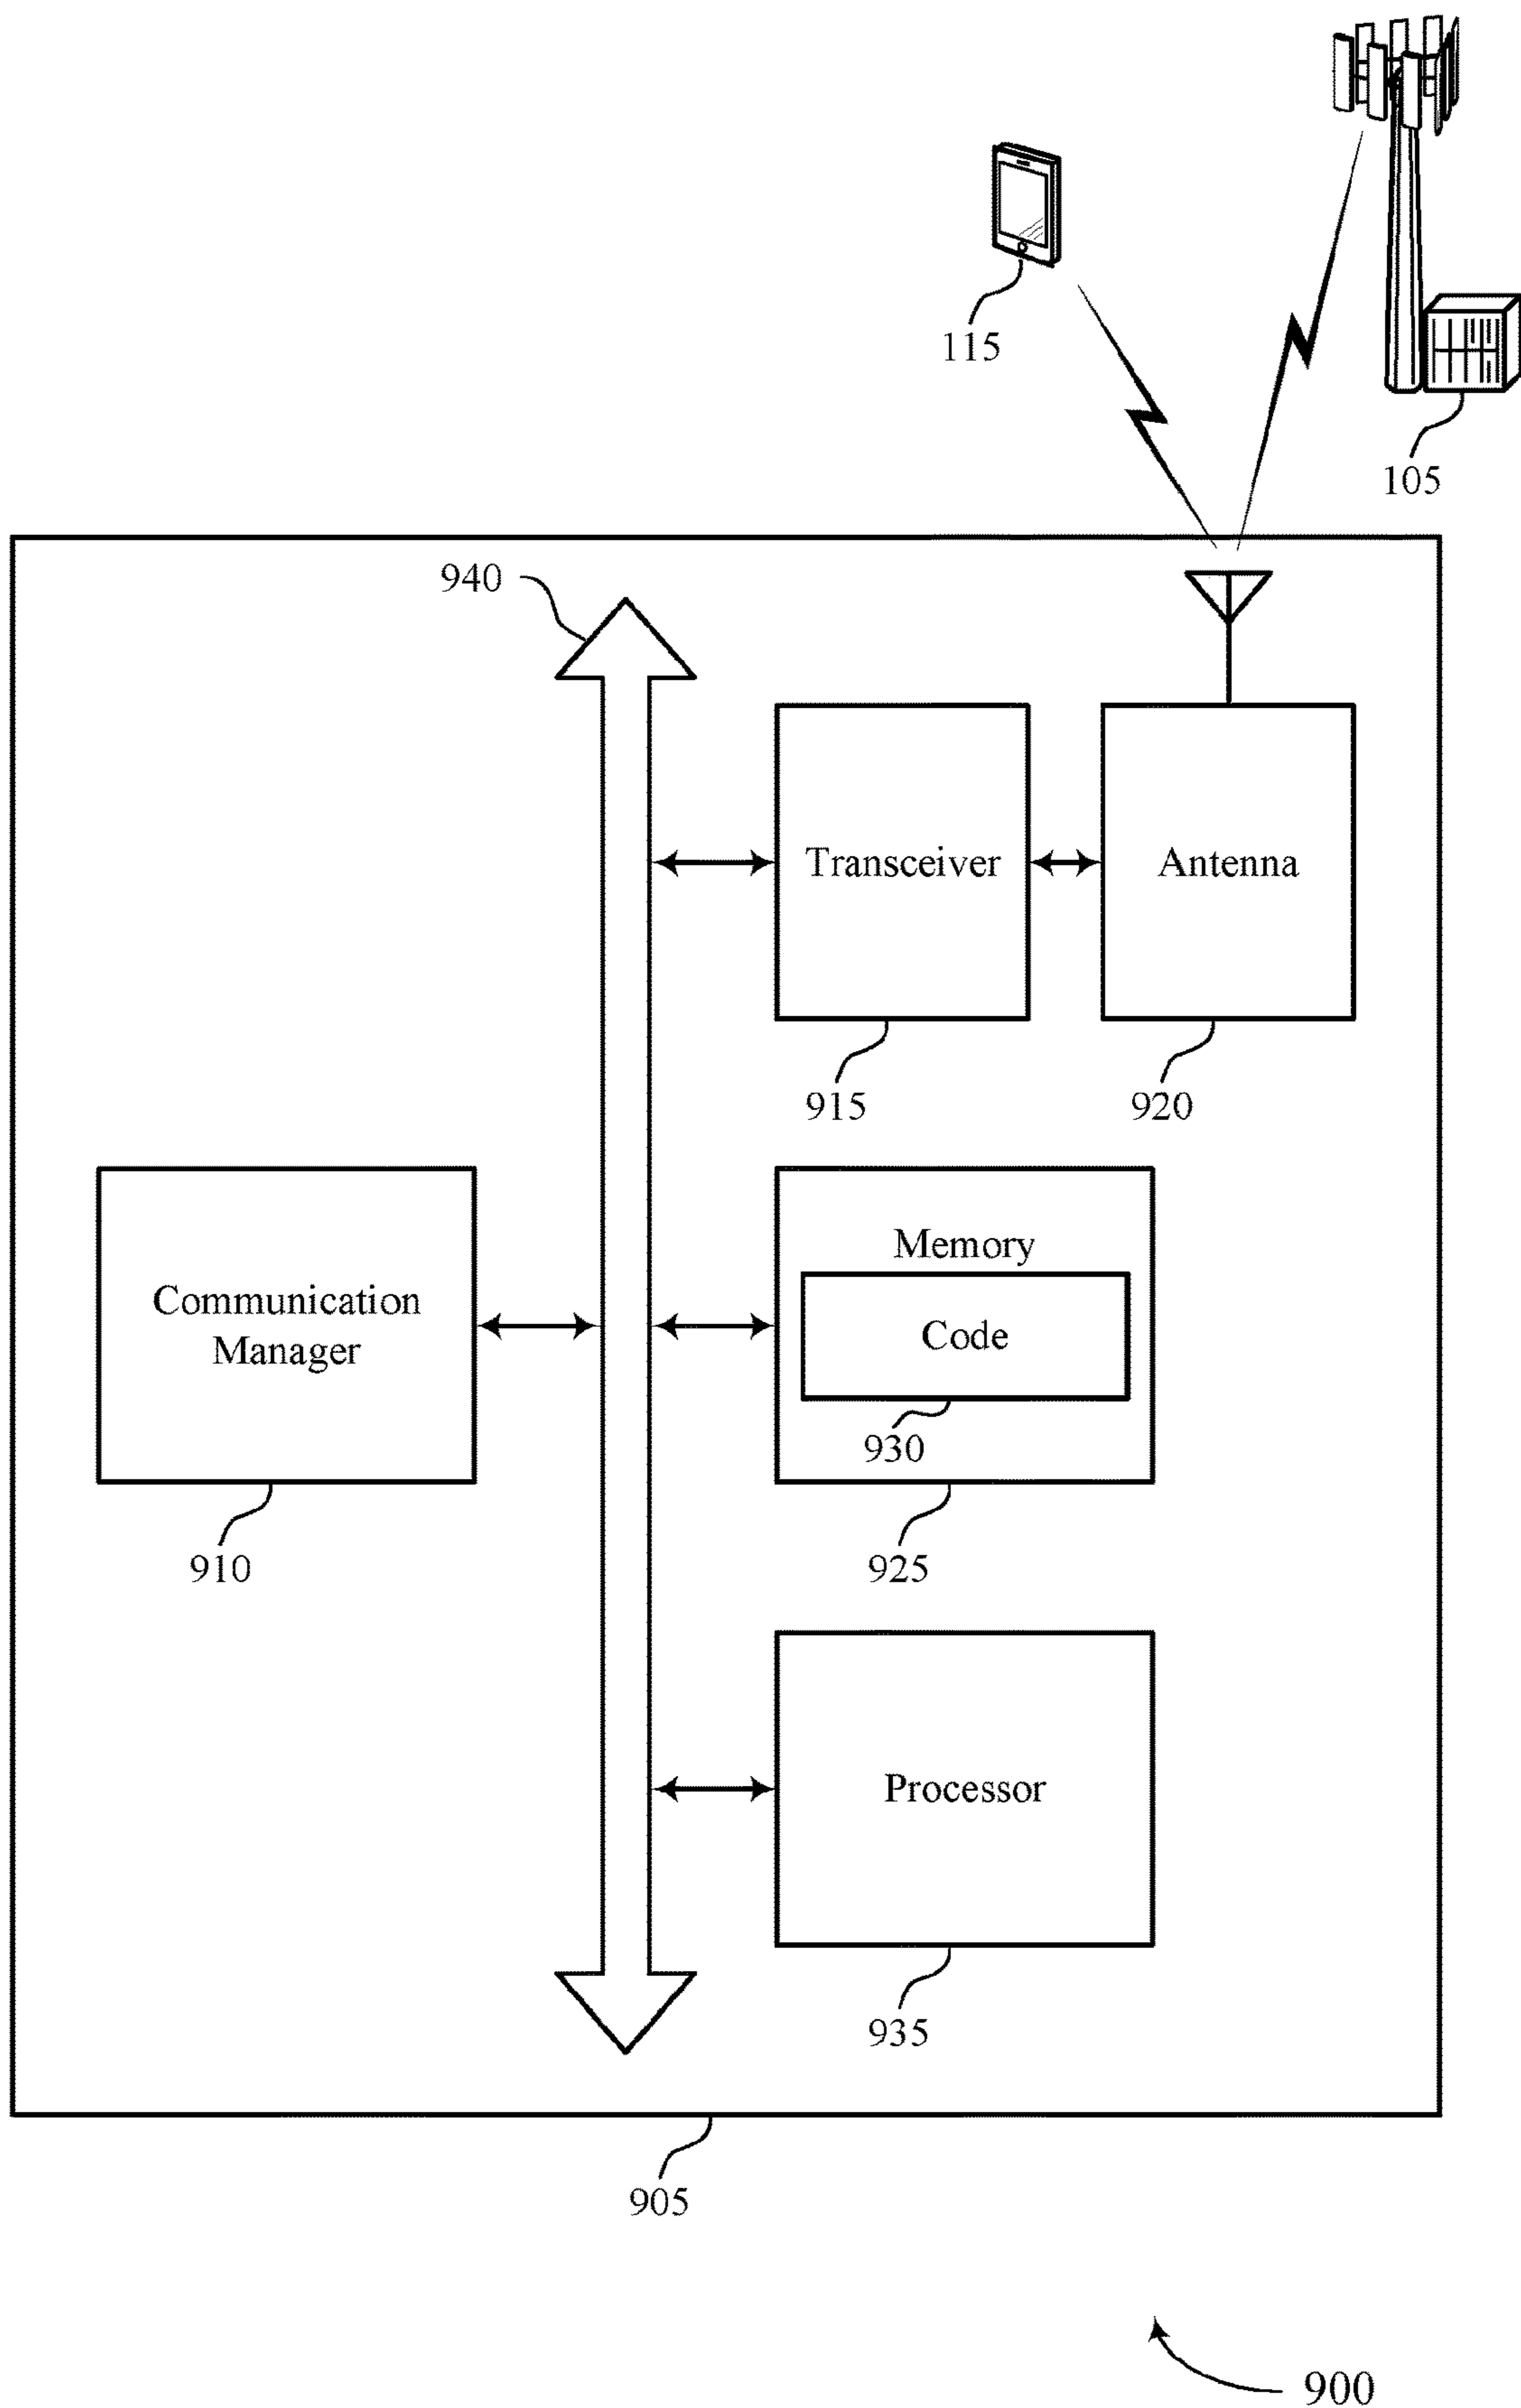 115
105
940
Transceiver
Antenna
915
920
Communication
Manager
Memory
Code
930
910
925
Processor
935
905
900